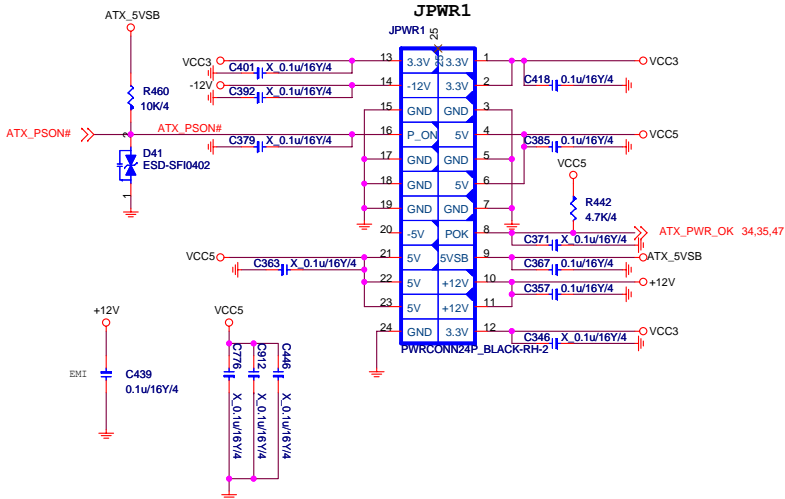 JPWR1
ATX_5VSB
R460
10K/4
ATX_PSON#
ATX_PSON#
2
D41
ESD-SFI0402
1
JPWR1
25
25
VCC3
C401 X_0.1u/16Y/4
-12V
C392 X_0.1u/16Y/4
C379 X_0.1u/16Y/4
VCC5
C363 X_0.1u/16Y/4
13 3.3V 3.3V 1
14 -12V 3.3V 2
15 GND GND 3
16 P_ON 5V 4
17 GND GND 5
18 GND 5V 6
19 GND GND 7
20 -5V POK 8
21 5V 5VSB 9
22 5V +12V 10
23 5V +12V 11
24 GND 3.3V 12
PWRCONN24P_BLACK-RH-2
VCC3
C418 0.1u/16Y/4
VCC5
C385 0.1u/16Y/4
VCC5
R442
4.7K/4
ATX_PWR_OK 34,35,47
C371 X_0.1u/16Y/4
ATX_5VSB
C367 0.1u/16Y/4
+12V
C357 0.1u/16Y/4
VCC3
C346 X_0.1u/16Y/4
+12V
EMI
C439
0.1u/16Y/4
VCC5
C776 X_0.1u/16Y/4
C912 X_0.1u/16Y/4
C446 X_0.1u/16Y/4